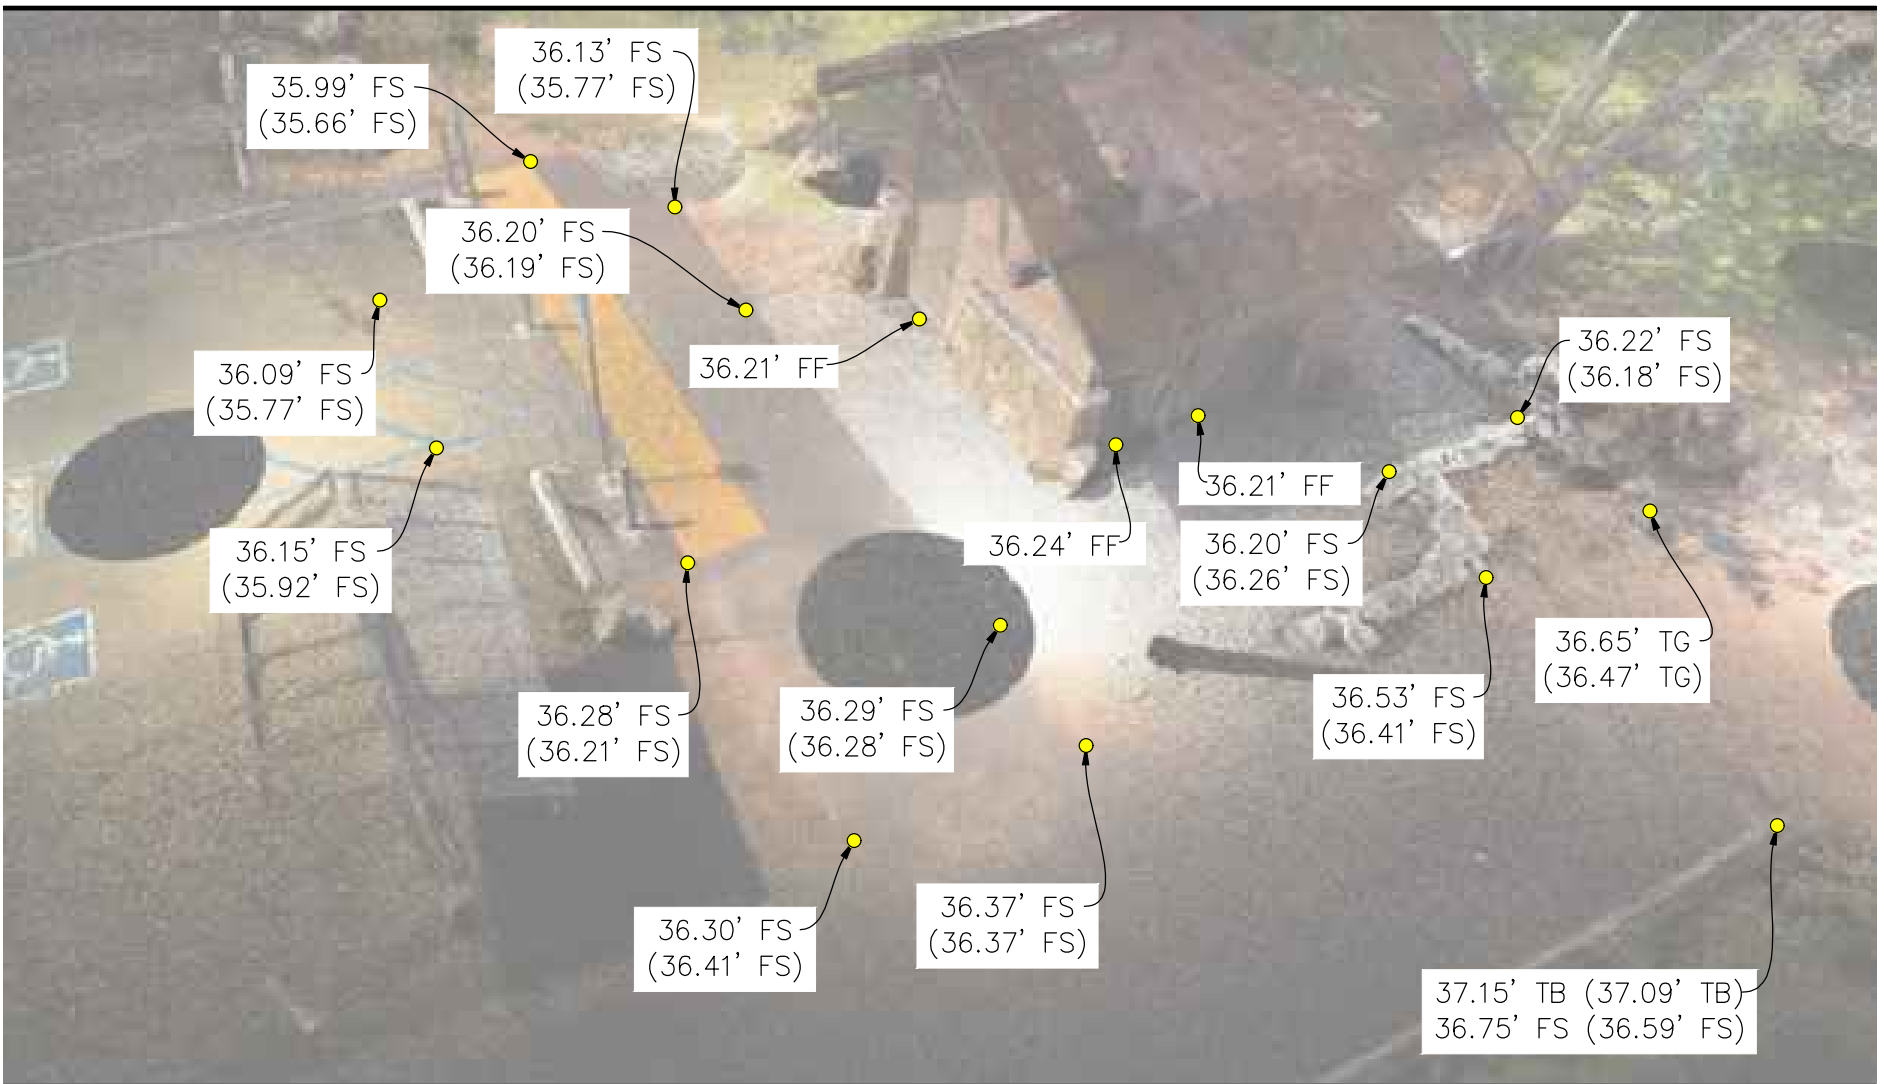 36.13' FS
(35.77' FS)
35.99' FS
(35.66' FS)
36.20' FS
(36.19' FS)
36.21' FF
36.09' FS
(35.77' FS)
36.22' FS
(36.18' FS)
36.21' FF
36.24' FF
36.20' FS
(36.26' FS)
36.15' FS
(35.92' FS)
36.65' TG
(36.47' TG)
36.53' FS
(36.41' FS)
36.28' FS
(36.21' FS)
36.29' FS
(36.28' FS)
36.37' FS
(36.37' FS)
36.30' FS
(36.41' FS)
37.15' TB (37.09' TB)
36.75' FS (36.59' FS)